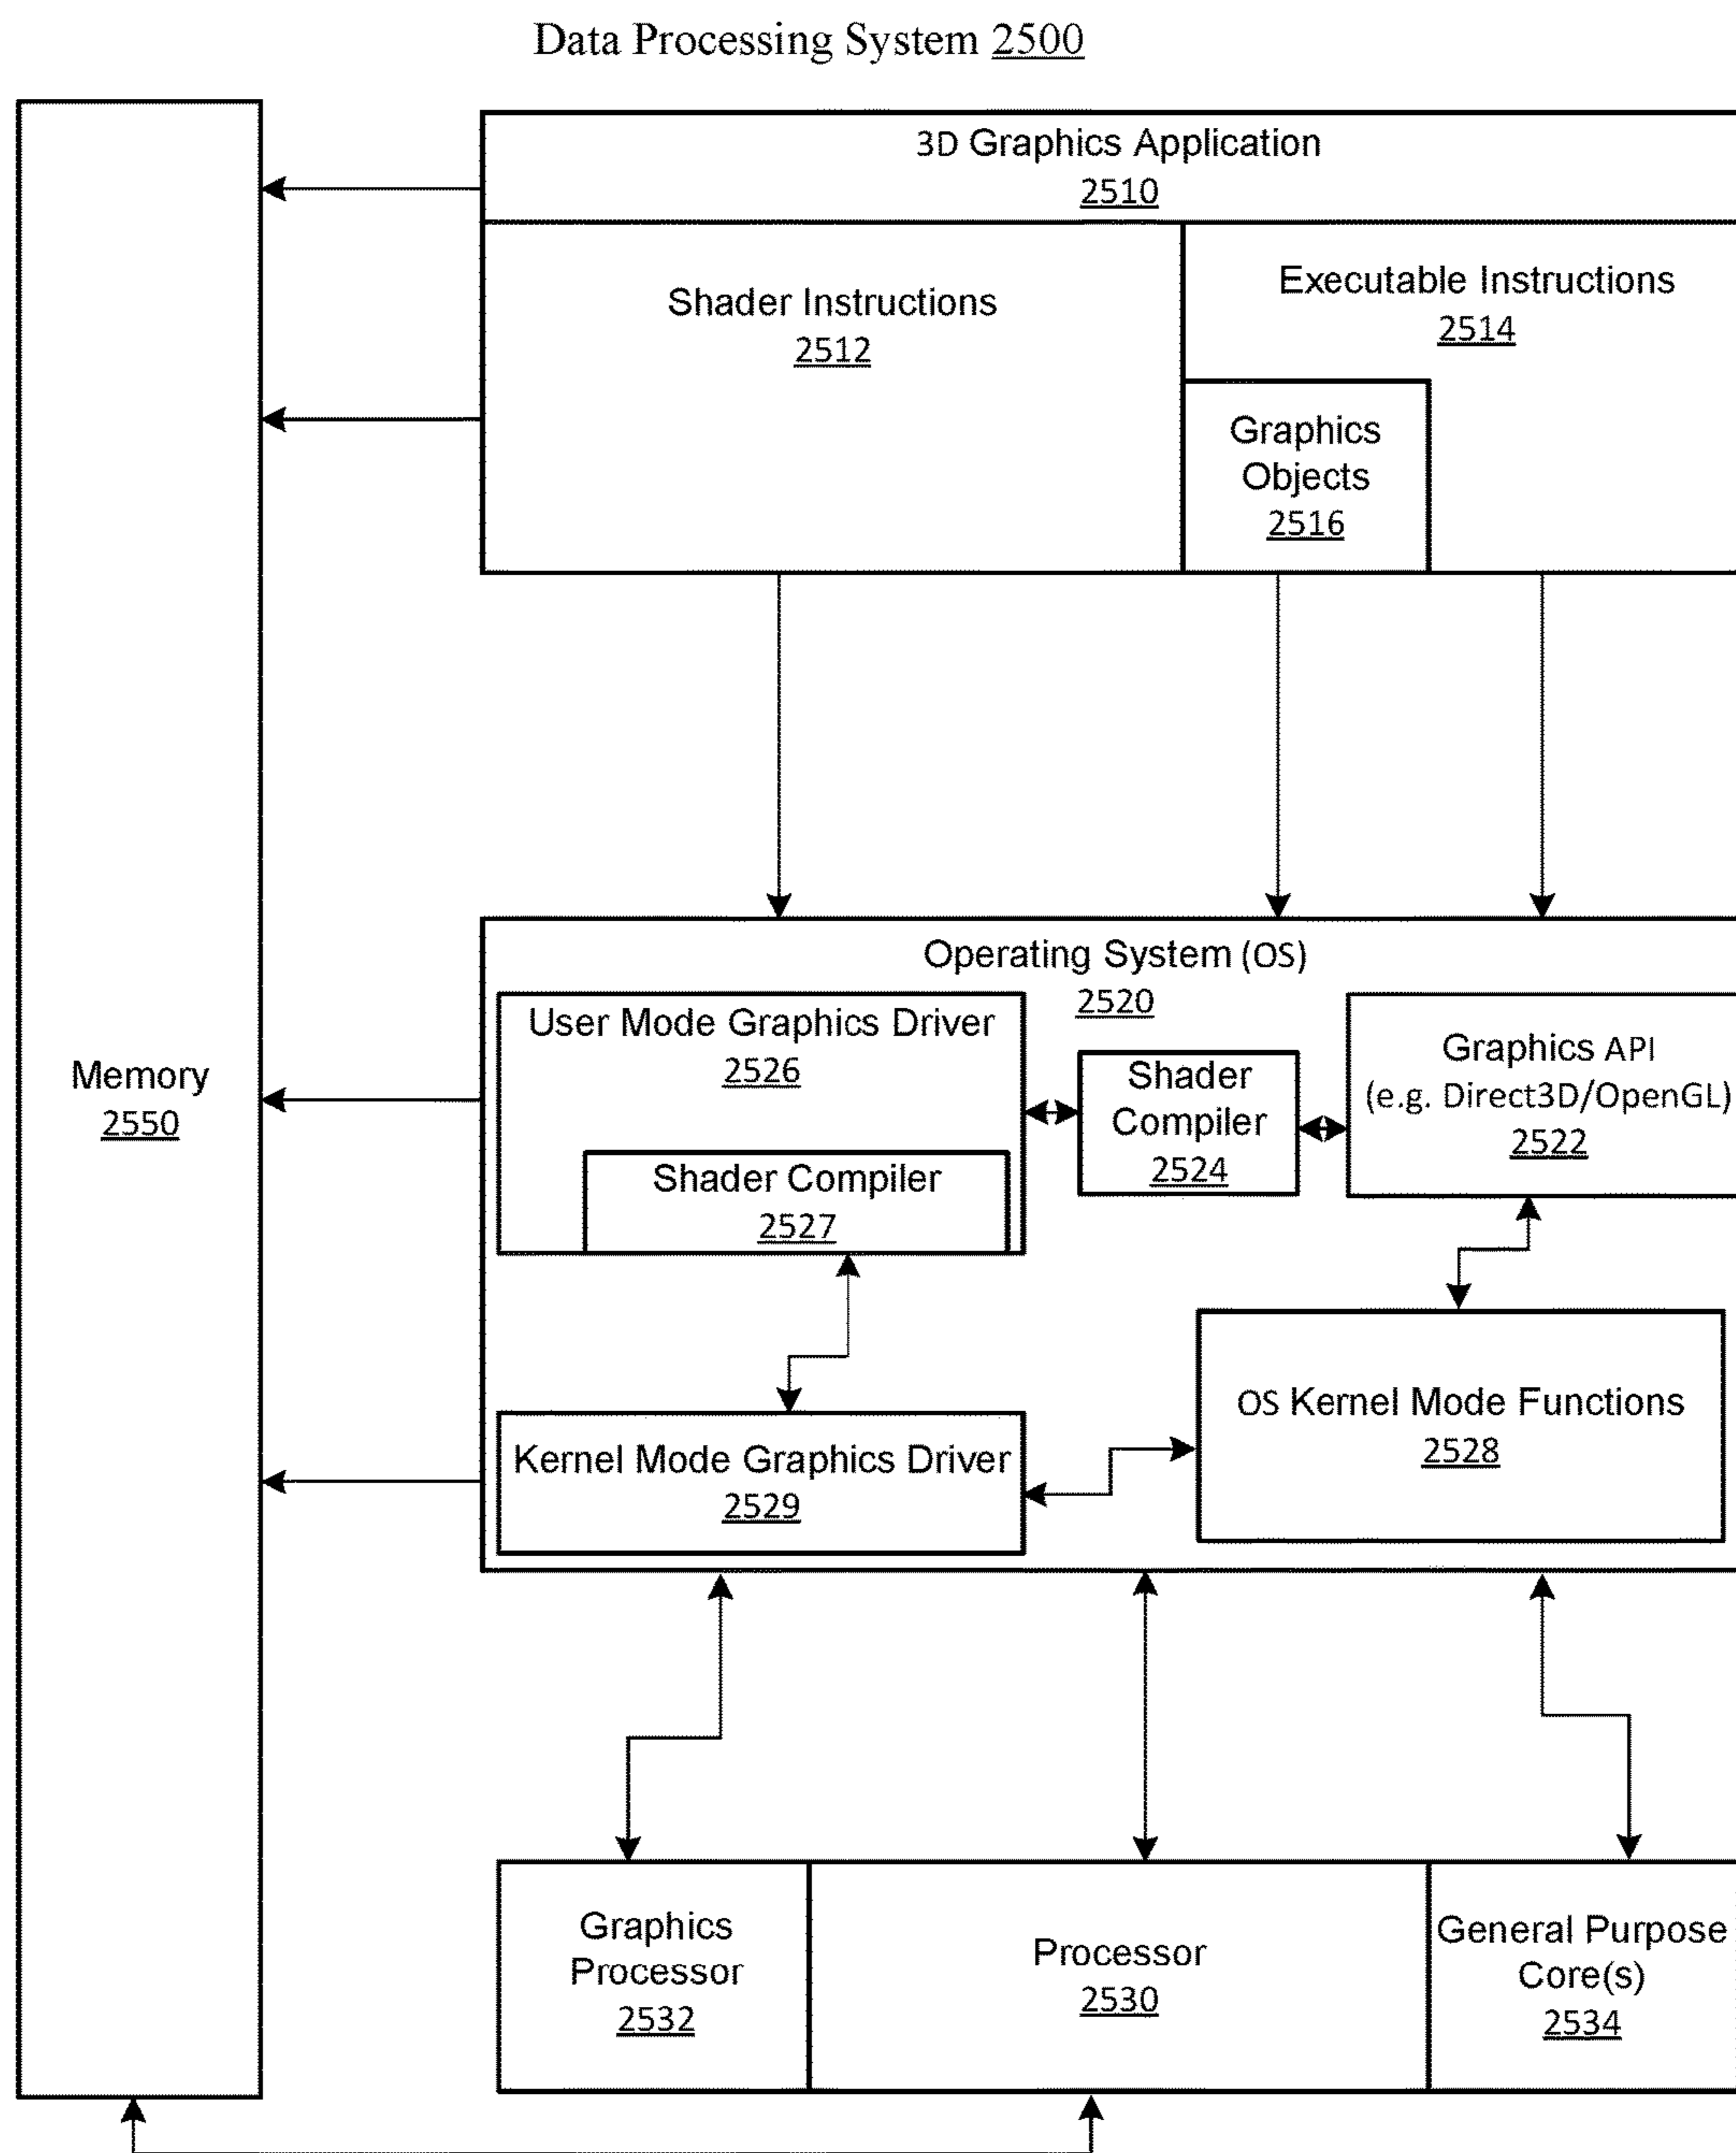 Data Processing System 2500
3D Graphics Application
2510
Shader Instructions
2512
Executable Instructions
2514
Graphics
Objects
2516
Memory
2550
Operating System (OS)
2520
User Mode Graphics Driver
2526
Shader Compiler
2527
Shader
Compiler
2524
Graphics API
(e.g. Direct3D/OpenGL)
2522
Kernel Mode Graphics Driver
2529
OS Kernel Mode Functions
2528
Graphics
Processor
2532
Processor
2530
General Purpose
Core(s)
2534